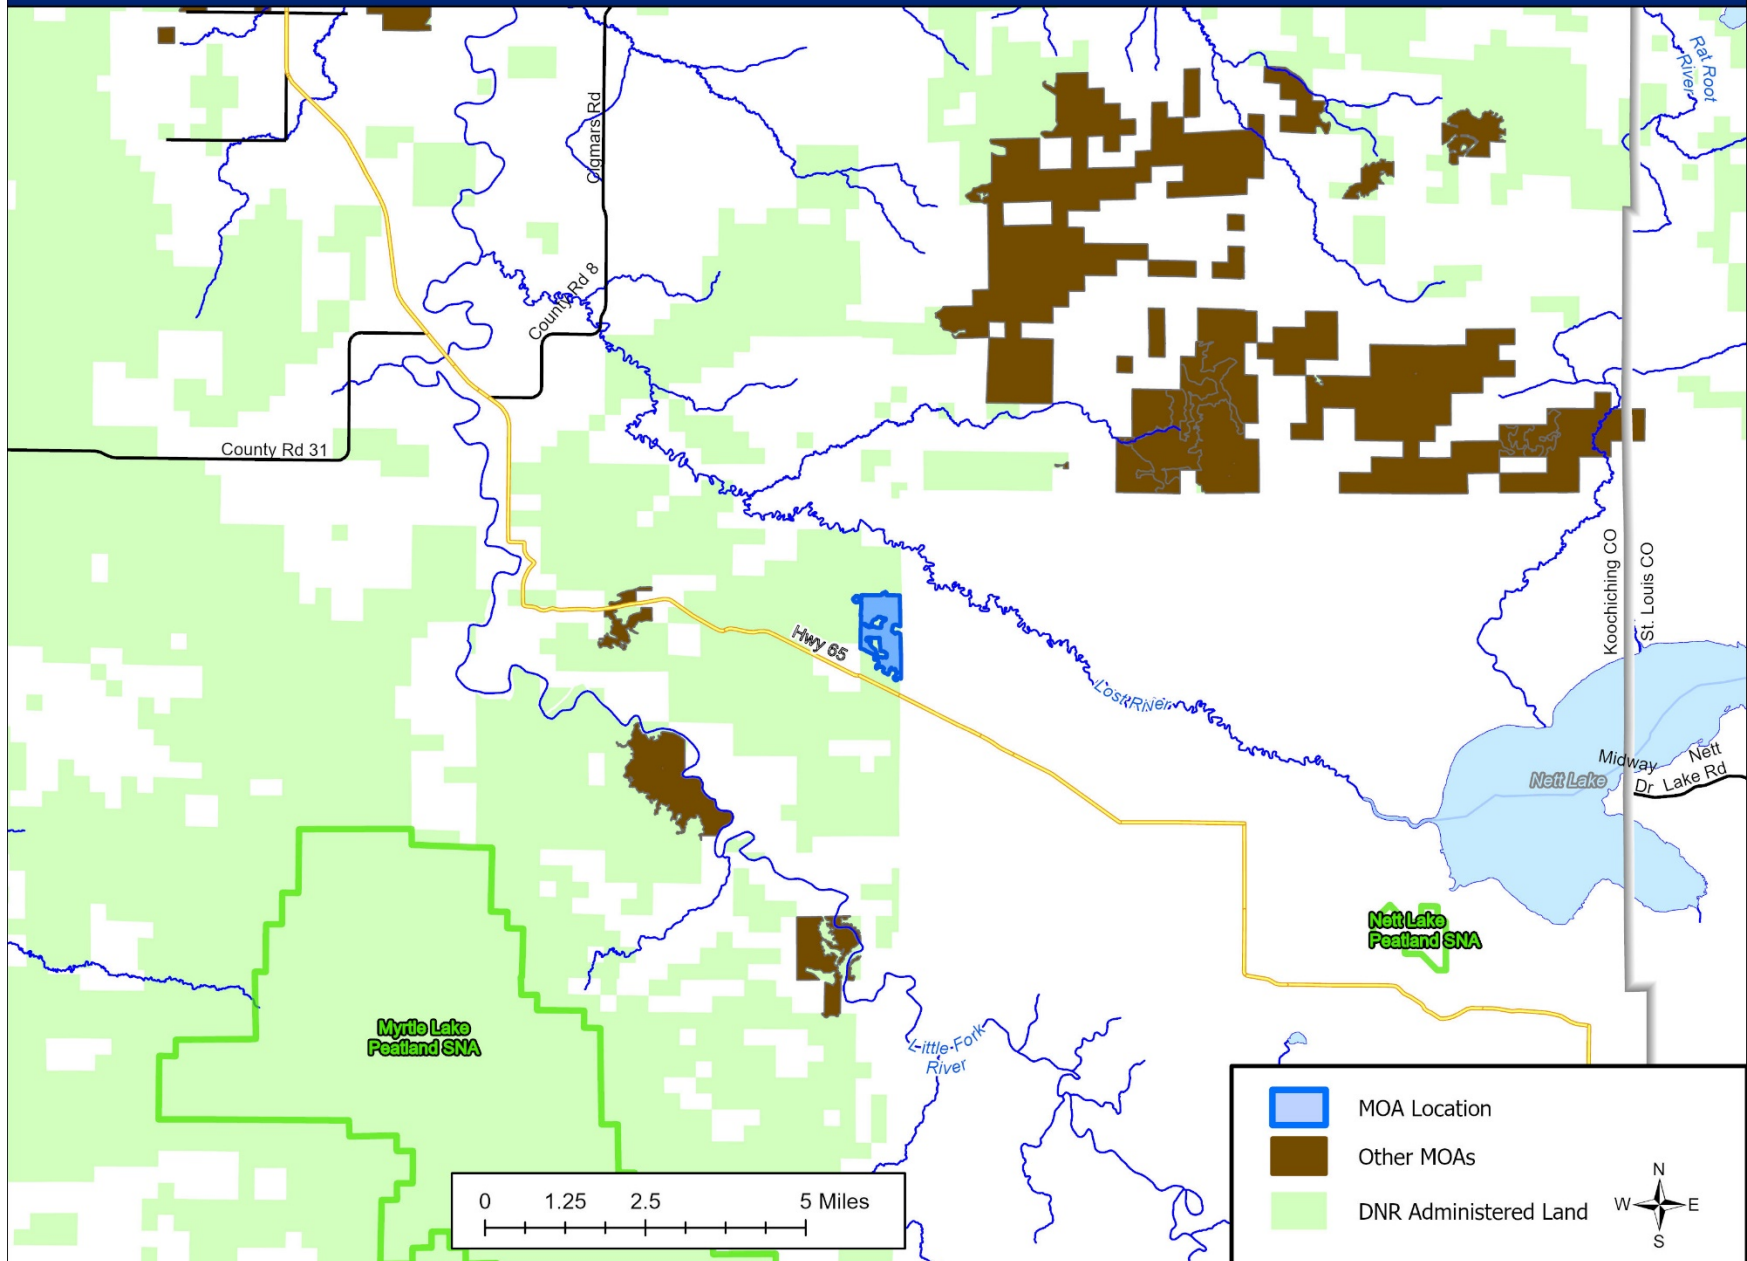 Rat Root
River
Cigmars Rd
County Rd 8
County Rd 31
Hwy 65
Koochiching CO
St. Louis CO
Lost River
Nett Lake
Midway
Dr
Nett
Lake Rd
Nett Lake
Peatland SNA
Myrtle Lake
Peatland SNA
Little Fork
River
0 1.25 2.5 5 Miles
MOA Location
Other MOAs
DNR Administered Land
N
W E
S